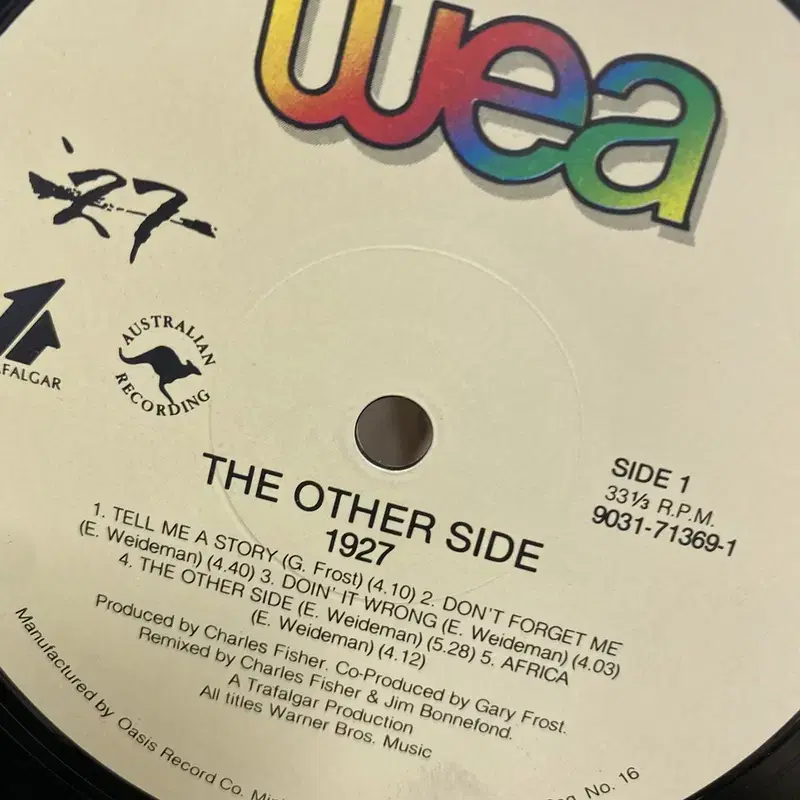 wea
'27
FALGAR
AUSTRALIAN
RECORDING
SIDE 1
33⅓ R.P.M.
9031-71369-1
THE OTHER SIDE
1927
1. TELL ME A STORY (G. Frost) (4.10) 2. DON'T FORGET ME
(E. Weideman) (4.40) 3. DOIN' IT WRONG (E. Weideman) (4.03)
4. THE OTHER SIDE (E. Weideman) (5.28) 5. AFRICA
(E. Weideman) (4.12)
Produced by Charles Fisher. Co-Produced by Gary Frost.
Remixed by Charles Fisher & Jim Bonnefond.
A Trafalgar Production
All titles Warner Bros. Music
Manufactured by Oasis Record Co. No. 16